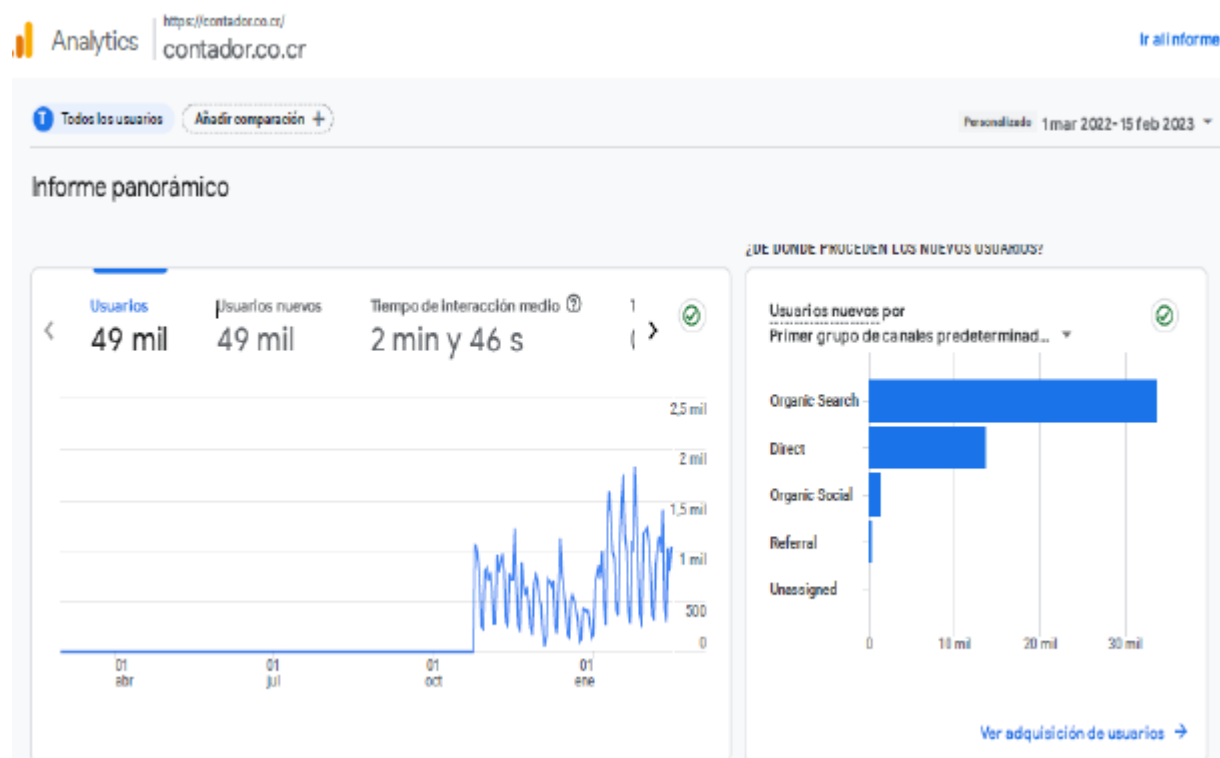 https://contador.co.cr/
Analytics
contador.co.cr
Ir al informe
T Todos los usuarios
Añadir comparación +
Personalizado 1 mar 2022 - 15 feb 2023
Informe panorámico
¿DE DÓNDE PROCEDEN LOS NUEVOS USUARIOS?
Usuarios
Usuarios nuevos
Tiempo de interacción medio
49 mil
49 mil
2 min y 46 s
2,5 mil
2 mil
1,5 mil
1 mil
500
0
01 abr
01 jul
01 oct
01 ene
Usuarios nuevos por
Primer grupo de canales predeterminad...
Organic Search
Direct
Organic Social
Referral
Unassigned
0
10 mil
20 mil
30 mil
Ver adquisición de usuarios →